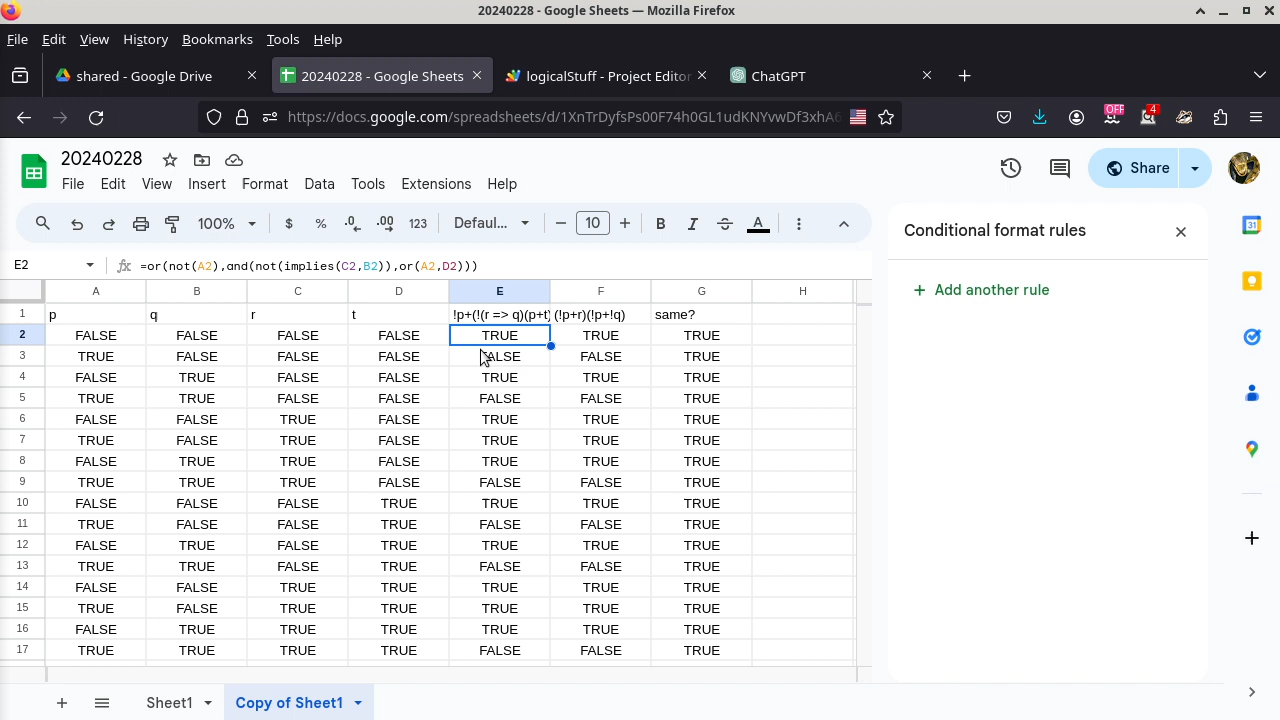 20240228 - Google Sheets — Mozilla Firefox
File Edit View History Bookmarks Tools Help
shared - Google Drive
20240228 - Google Sheets
logicalStuff - Project Editor
ChatGPT
https://docs.google.com/spreadsheets/d/1XnTrDyfsPs00F74h0GL1udKNYvwDf3xhA6
OFF
4
20240228
File Edit View Insert Format Data Tools Extensions Help
Share
100% $ % .0 .00 123 Defaul... 10 B I S A
Conditional format rules
E2 fx =or(not(A2),and(not(implies(C2,B2)),or(A2,D2)))
Add another rule
31
A B C D E F G H
1 p q r t !p+(!(r => q)(p+t) (!p+r)(!p+!q) same?
2 FALSE FALSE FALSE FALSE TRUE TRUE TRUE
3 TRUE FALSE FALSE FALSE FALSE FALSE TRUE
4 FALSE TRUE FALSE FALSE TRUE TRUE TRUE
5 TRUE TRUE FALSE FALSE FALSE FALSE TRUE
6 FALSE FALSE TRUE FALSE TRUE TRUE TRUE
7 TRUE FALSE TRUE FALSE TRUE TRUE TRUE
8 FALSE TRUE TRUE FALSE TRUE TRUE TRUE
9 TRUE TRUE TRUE FALSE FALSE FALSE TRUE
10 FALSE FALSE FALSE TRUE TRUE TRUE TRUE
11 TRUE FALSE FALSE TRUE FALSE FALSE TRUE
12 FALSE TRUE FALSE TRUE TRUE TRUE TRUE
13 TRUE TRUE FALSE TRUE FALSE FALSE TRUE
14 FALSE FALSE TRUE TRUE TRUE TRUE TRUE
15 TRUE FALSE TRUE TRUE TRUE TRUE TRUE
16 FALSE TRUE TRUE TRUE TRUE TRUE TRUE
17 TRUE TRUE TRUE TRUE FALSE FALSE TRUE
Sheet1
Copy of Sheet1